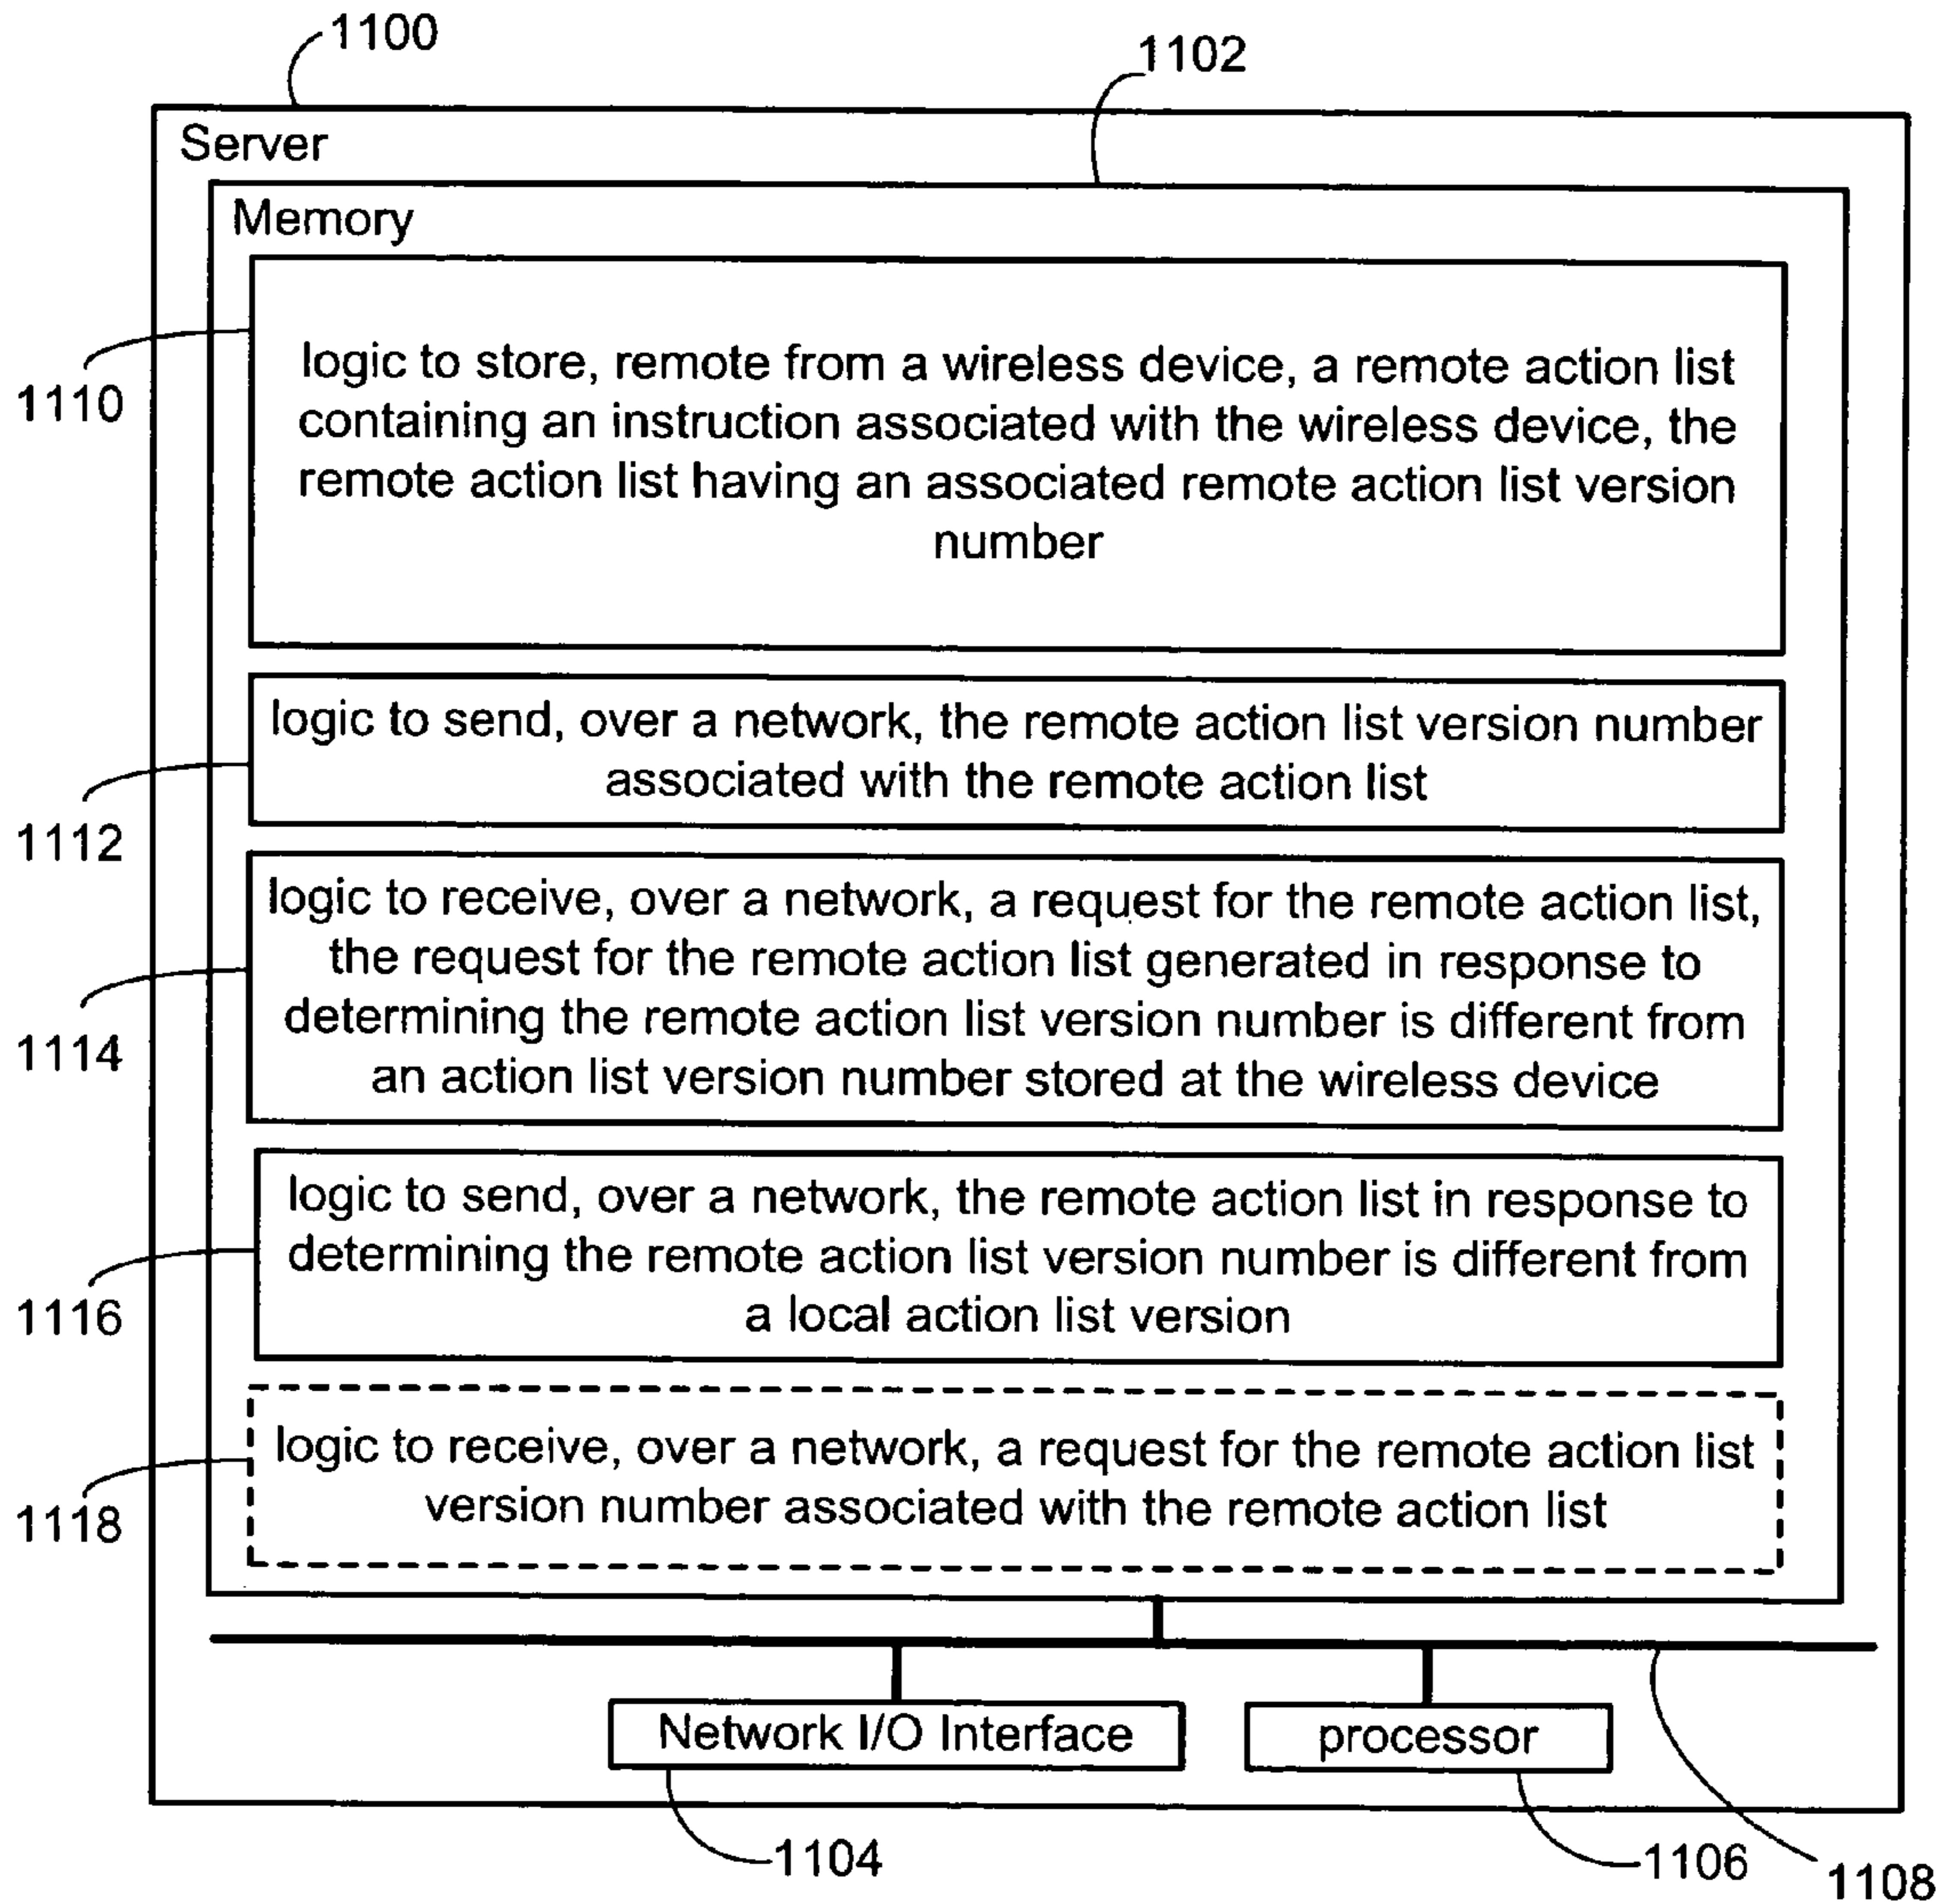 1100
1102
Server
Memory
logic to store, remote from a wireless device, a remote action list
containing an instruction associated with the wireless device, the
remote action list having an associated remote action list version
number
1110
logic to send, over a network, the remote action list version number
associated with the remote action list
1112
logic to receive, over a network, a request for the remote action list,
the request for the remote action list generated in response to
determining the remote action list version number is different from
an action list version number stored at the wireless device
1114
logic to send, over a network, the remote action list in response to
determining the remote action list version number is different from
a local action list version
1116
logic to receive, over a network, a request for the remote action list
version number associated with the remote action list
1118
Network I/O Interface
processor
1104
1106
1108